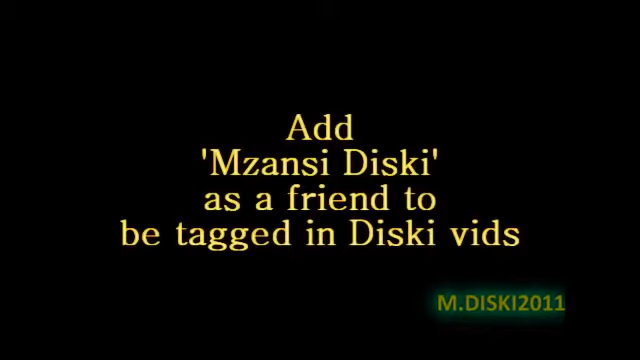 Add
'Mzansi Diski'
as a friend to
be tagged in Diski vids
M.DISKI2011